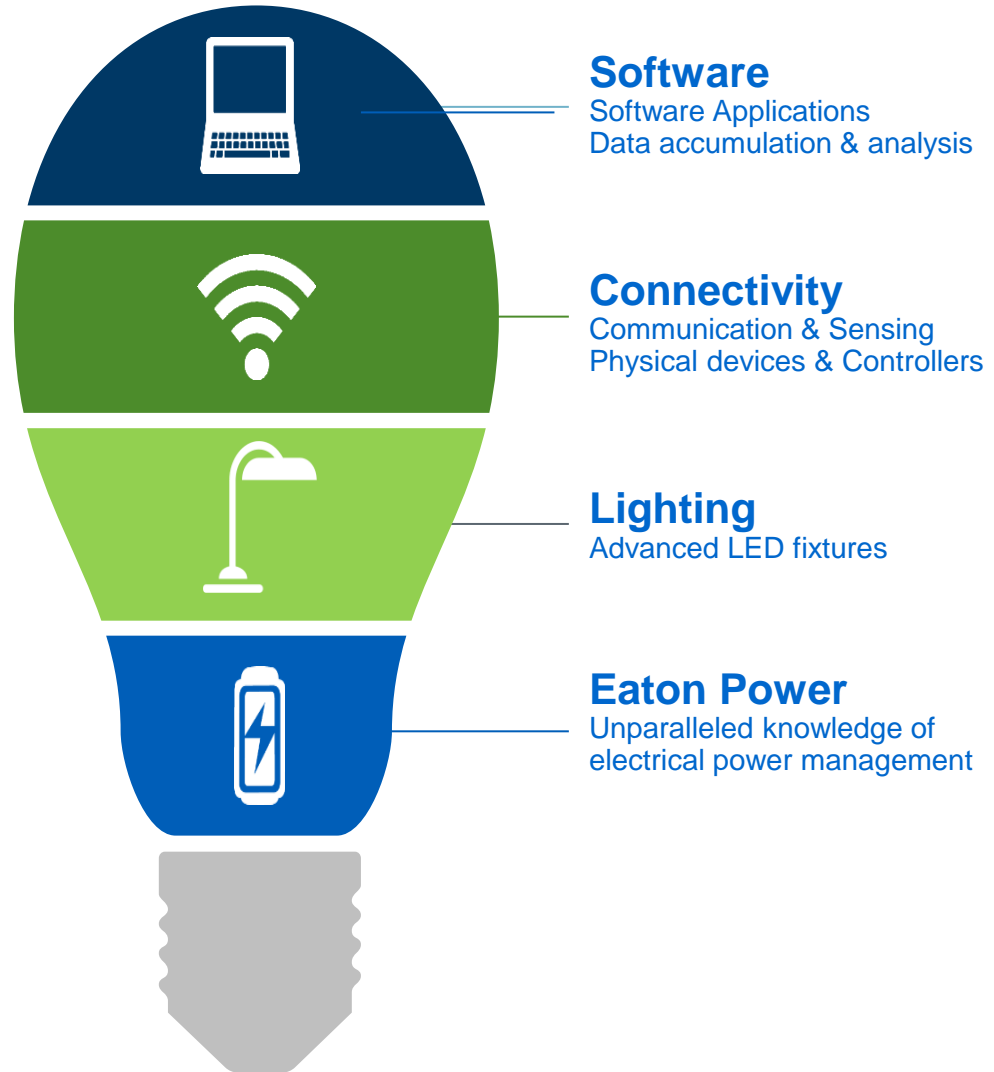 Software
Software Applications
Data accumulation & analysis
Connectivity
Communication & Sensing
Physical devices & Controllers
Lighting
Advanced LED fixtures
Eaton Power
Unparalleled knowledge of
electrical power management